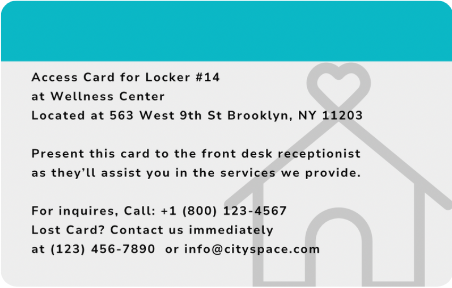 Access Card for Locker #14
at Wellness Center
Located at 563 West 9th St Brooklyn, NY 11203
Present this card to the front desk receptionist
as they'll assist you in the services we provide.
For inquires, Call: +1 (800) 123-4567
Lost Card? Contact us immediately
at (123) 456-7890 or info@cityspace.com